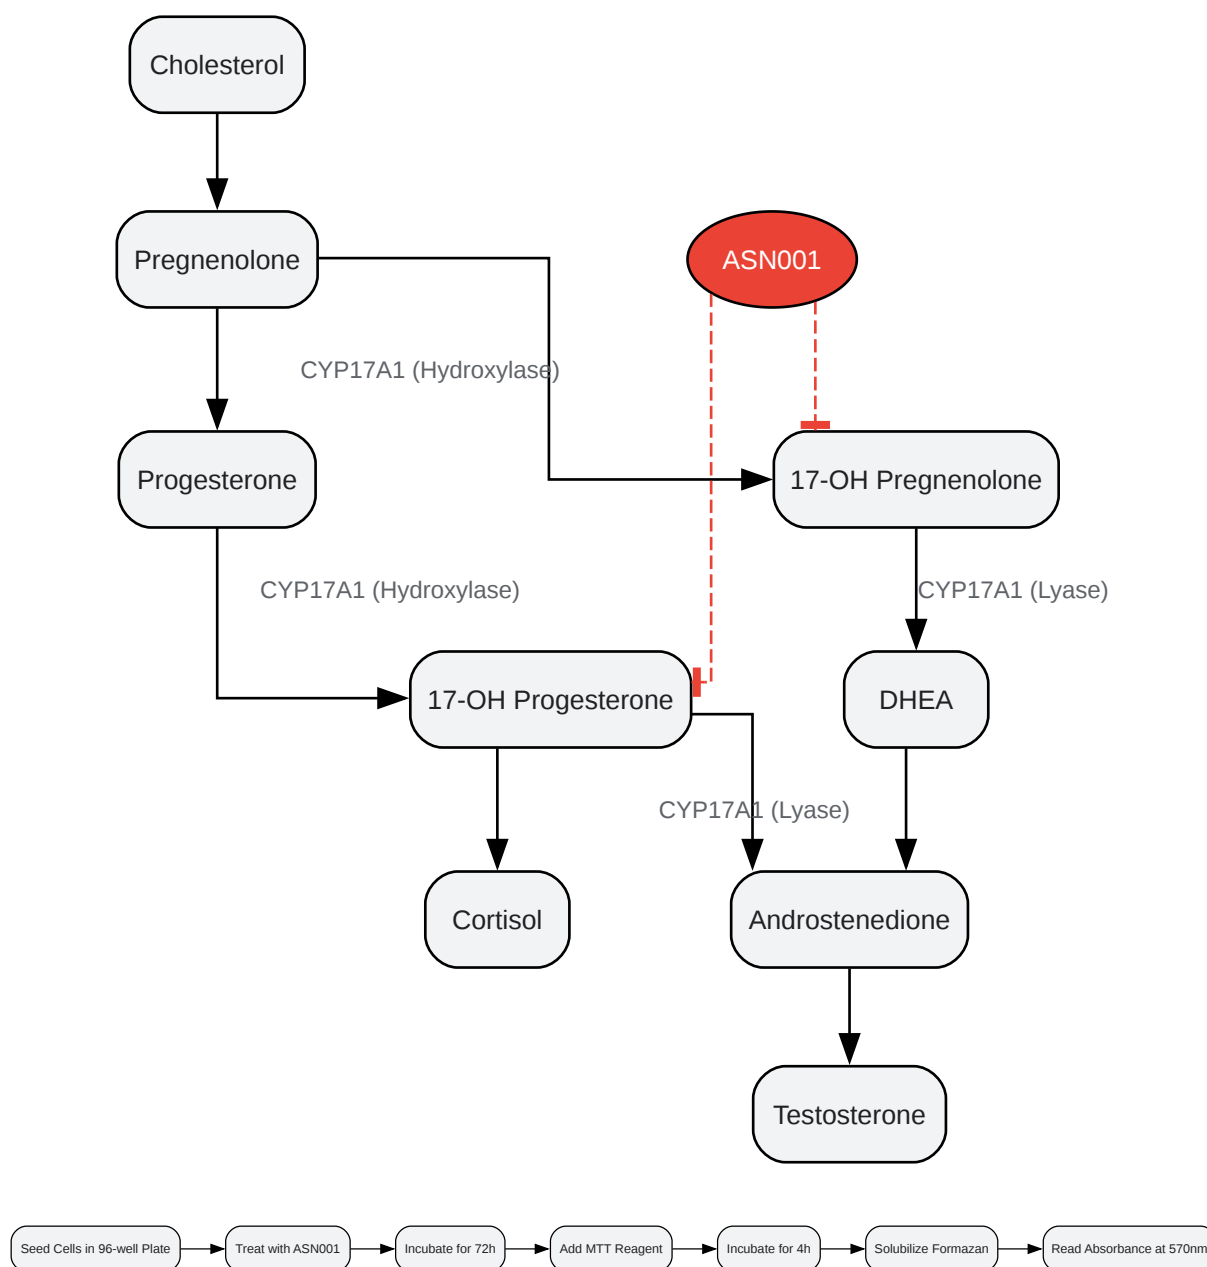 Cholesterol
Pregnenolone
ASN001
CYP17A1 (Hydroxylase)
Progesterone
17-OH Pregnenolone
CYP17A1 (Hydroxylase)
CYP17A1 (Lyase)
17-OH Progesterone
DHEA
CYP17A1 (Lyase)
Cortisol
Androstenedione
Testosterone
Seed Cells in 96-well Plate
Treat with ASN001
Incubate for 72h
Add MTT Reagent
Incubate for 4h
Solubilize Formazan
Read Absorbance at 570nm